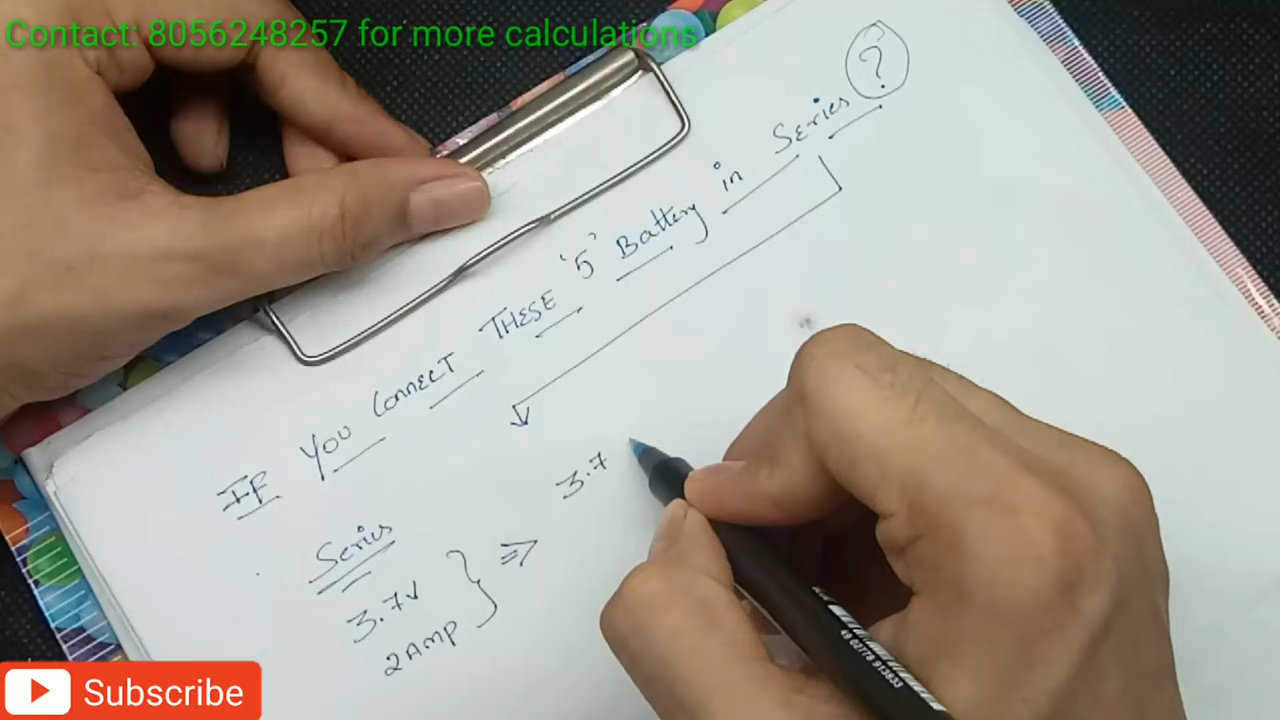 Contact: 8056248257 for more calculations
IF YOU CONNECT THESE '5' Battery in Series ?
Series
3.7V
2AMP
} => 3.7
Subscribe